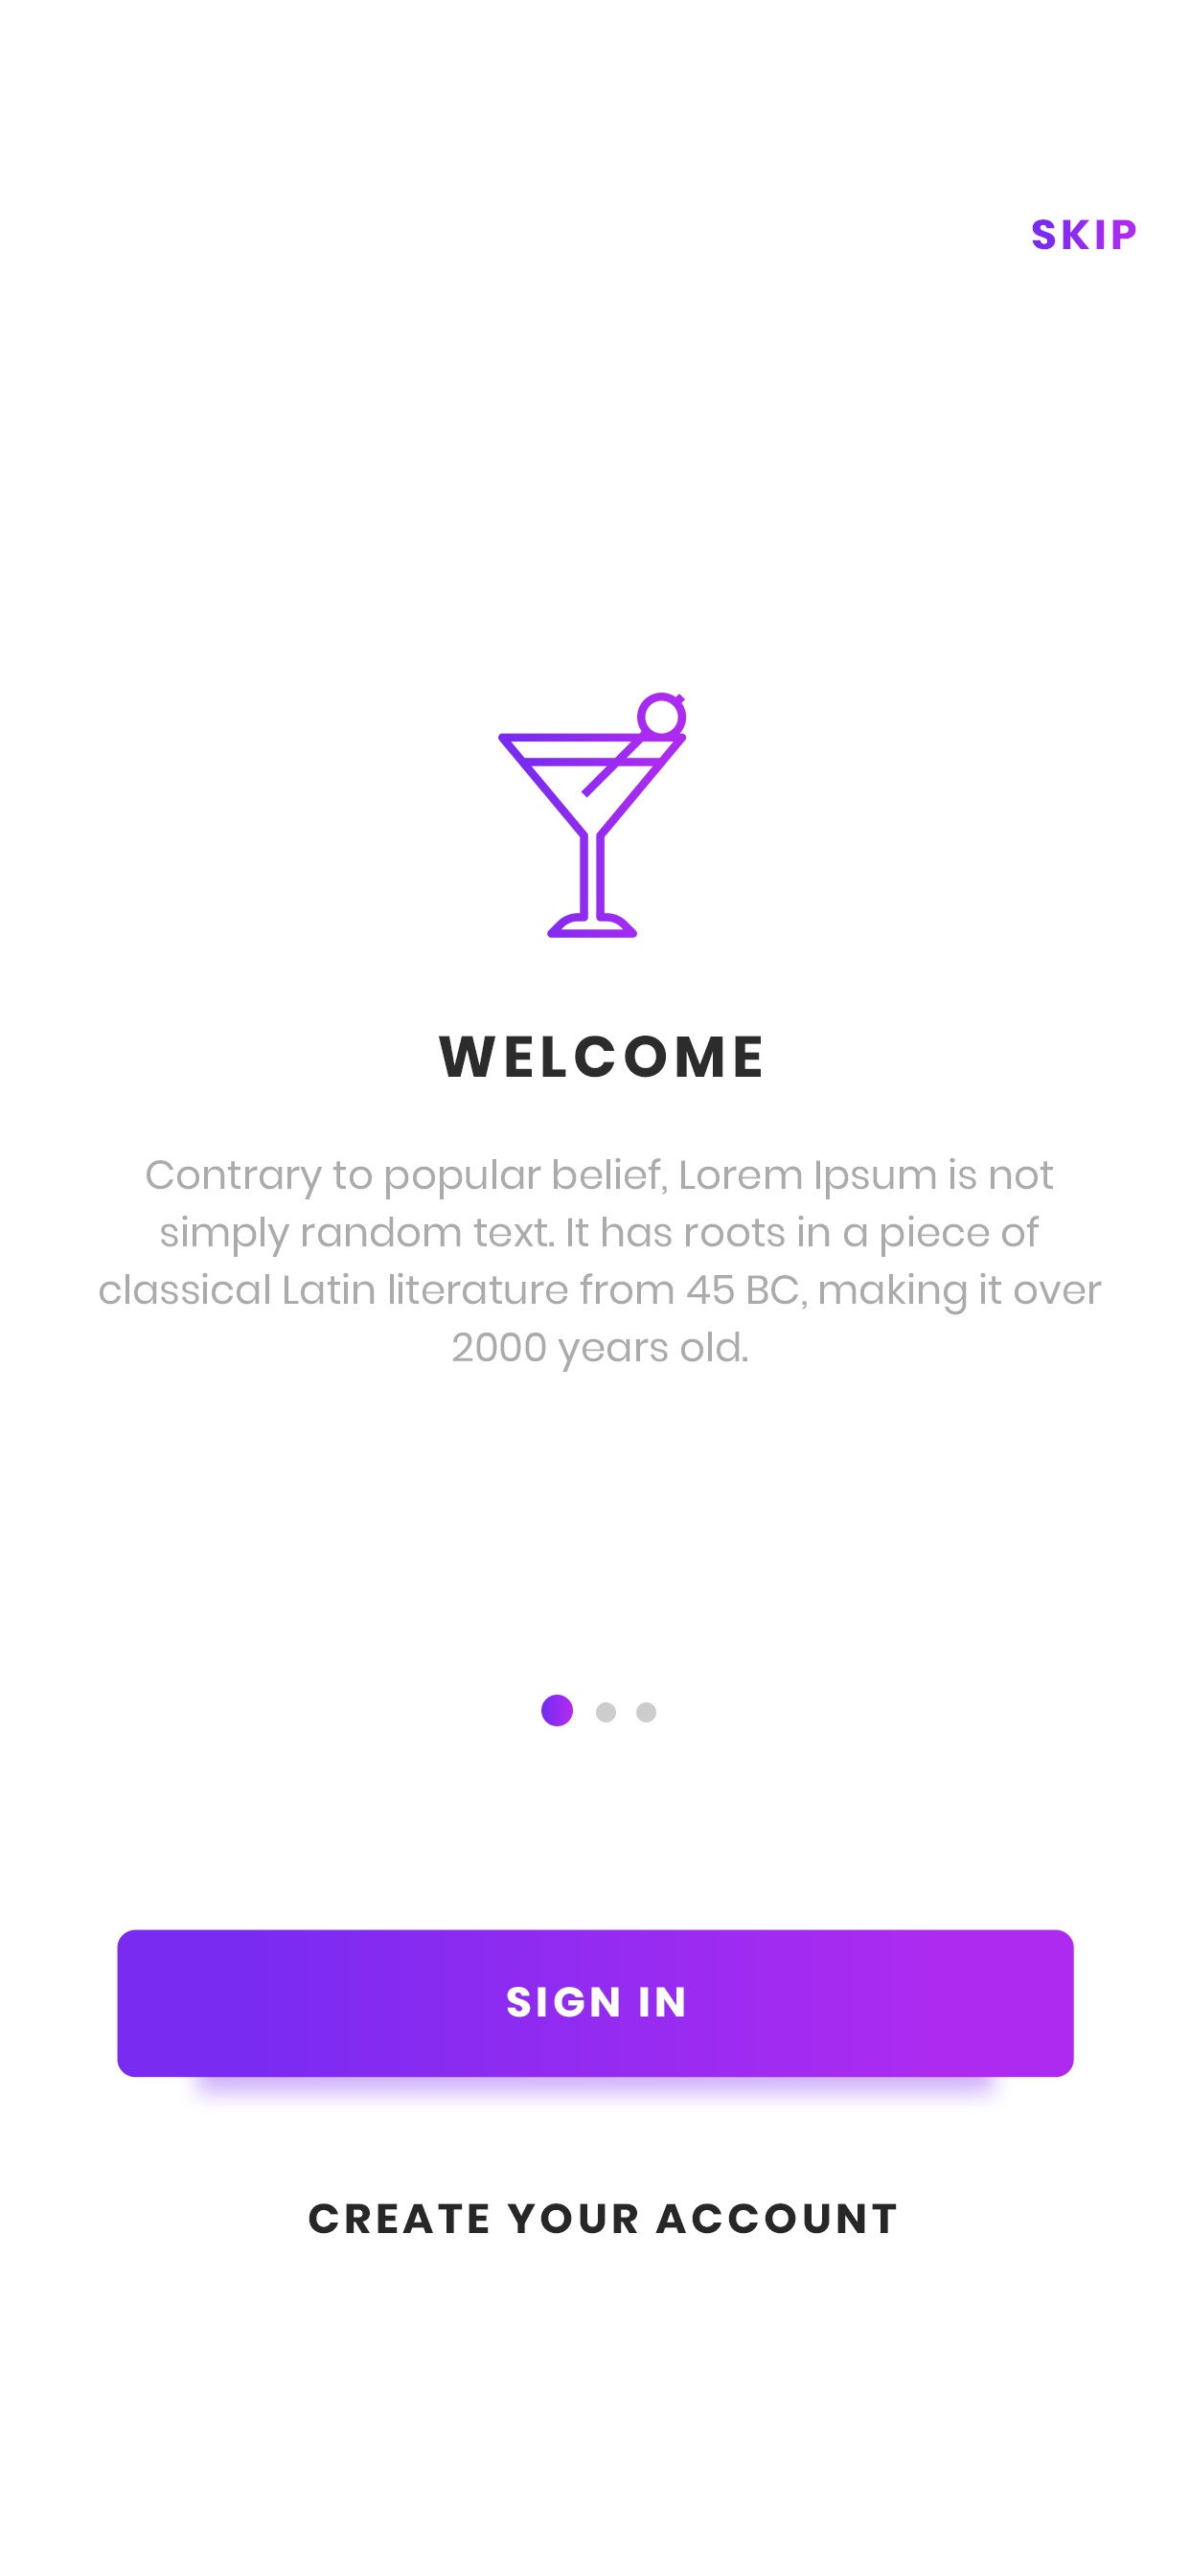 SKIP
WELCOME
Contrary to popular belief, Lorem Ipsum is not
simply random text. It has roots in a piece of
classical Latin literature from 45 BC, making it over
2000 years old.
SIGN IN
CREATE YOUR ACCOUNT